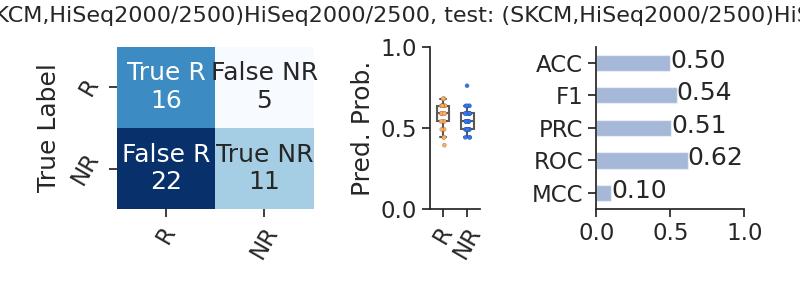 KCM,HiSeq2000/2500)HiSeq2000/2500, test: (SKCM,HiSeq2000/2500)HiS
True Label
R
NR
True R
16
False NR
5
False R
22
True NR
11
R
NR
Pred. Prob.
1.0
0.5
0.0
R
NR
ACC
F1
PRC
ROC
MCC
0.50
0.54
0.51
0.62
0.10
0.0
0.5
1.0